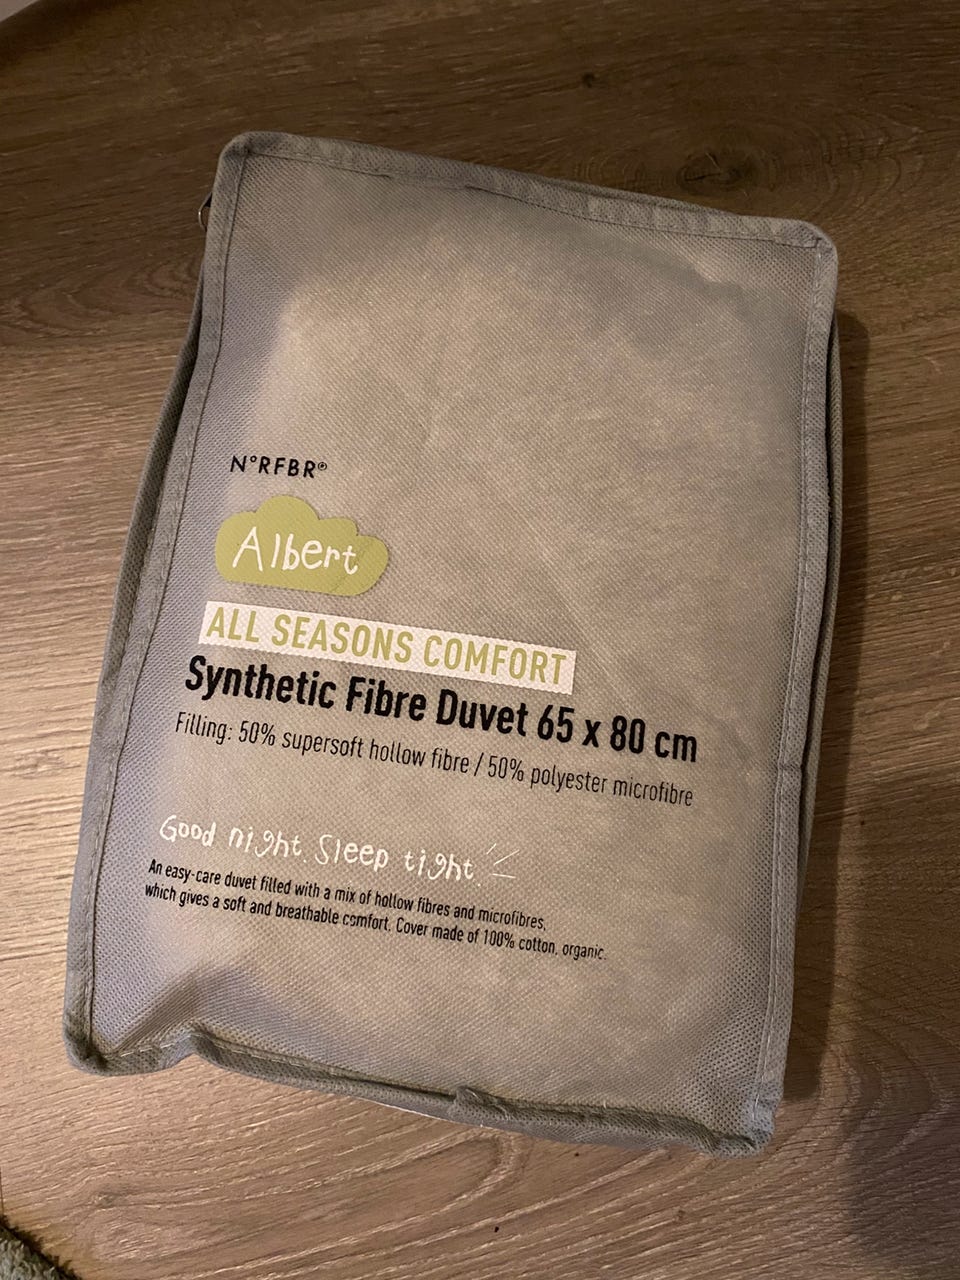 N°RFBR®
Albert
ALL SEASONS COMFORT
Synthetic Fibre Duvet 65 x 80 cm
Filling: 50% supersoft hollow fibre / 50% polyester microfibre
Good night. Sleep tight.
An easy-care duvet filled with a mix of hollow fibres and microfibres,
which gives a soft and breathable comfort. Cover made of 100% cotton, organic.